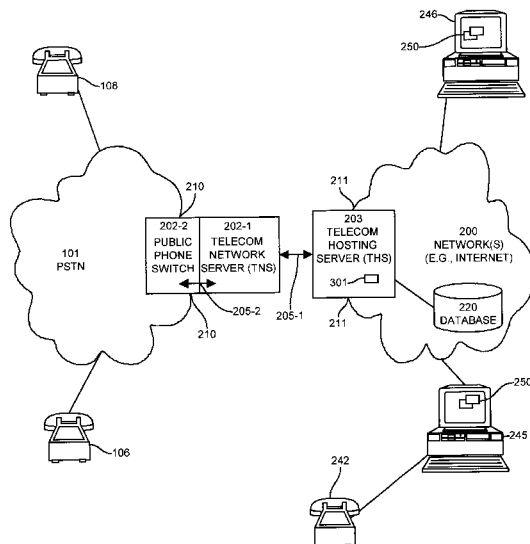 246
250
108
210
211
202-2
PUBLIC
PHONE
SWITCH
202-1
TELECOM
NETWORK
SERVER (TNS)
203
TELECOM
HOSTING
SERVER (THS)
301
200
NETWORK(S)
(E.G., INTERNET)
101
PSTN
220
DATABASE
205-2
205-1
210
211
250
245
106
242